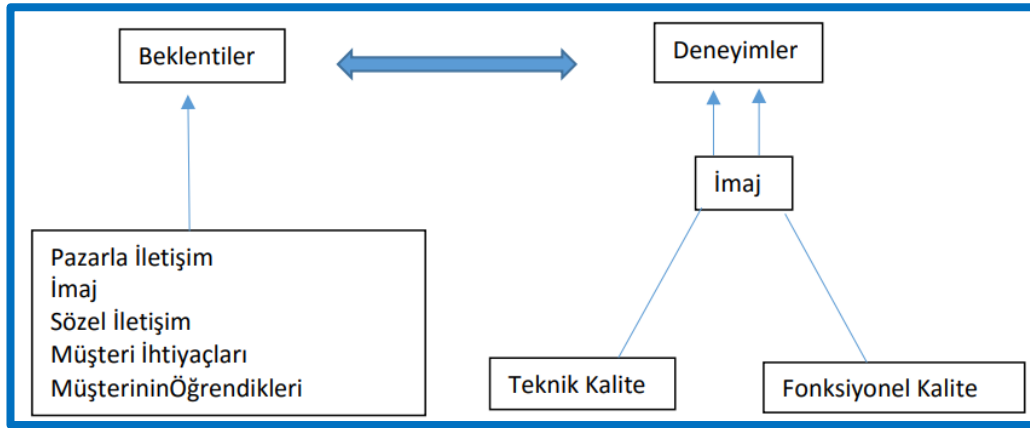 Beklentiler
Deneyimler
İmaj
Pazarla İletişim
İmaj
Sözel İletişim
Müşteri İhtiyaçları
MüşterininÖğrendikleri
Teknik Kalite
Fonksiyonel Kalite